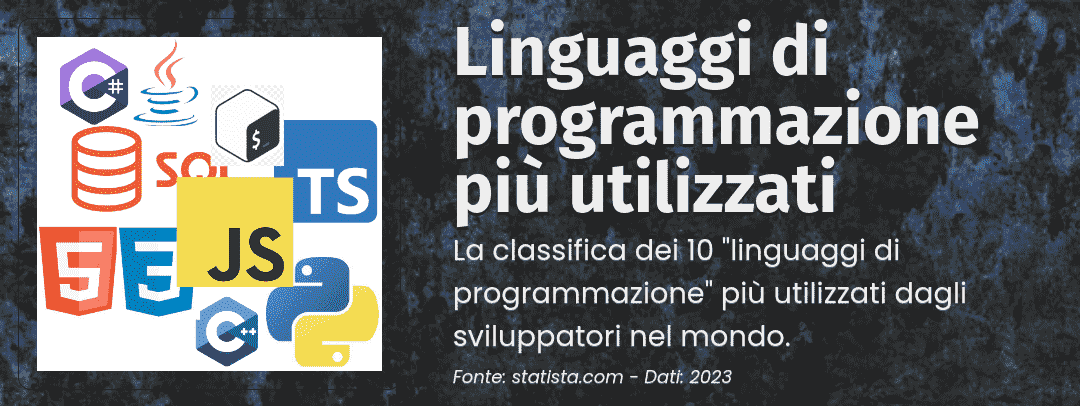 Linguaggi di
programmazione
più utilizzati
La classifica dei 10 "linguaggi di
programmazione" più utilizzati dagli
sviluppatori nel mondo.
Fonte: statista.com - Dati: 2023
C#
$_
SQL
TS
JS
5
3
C++